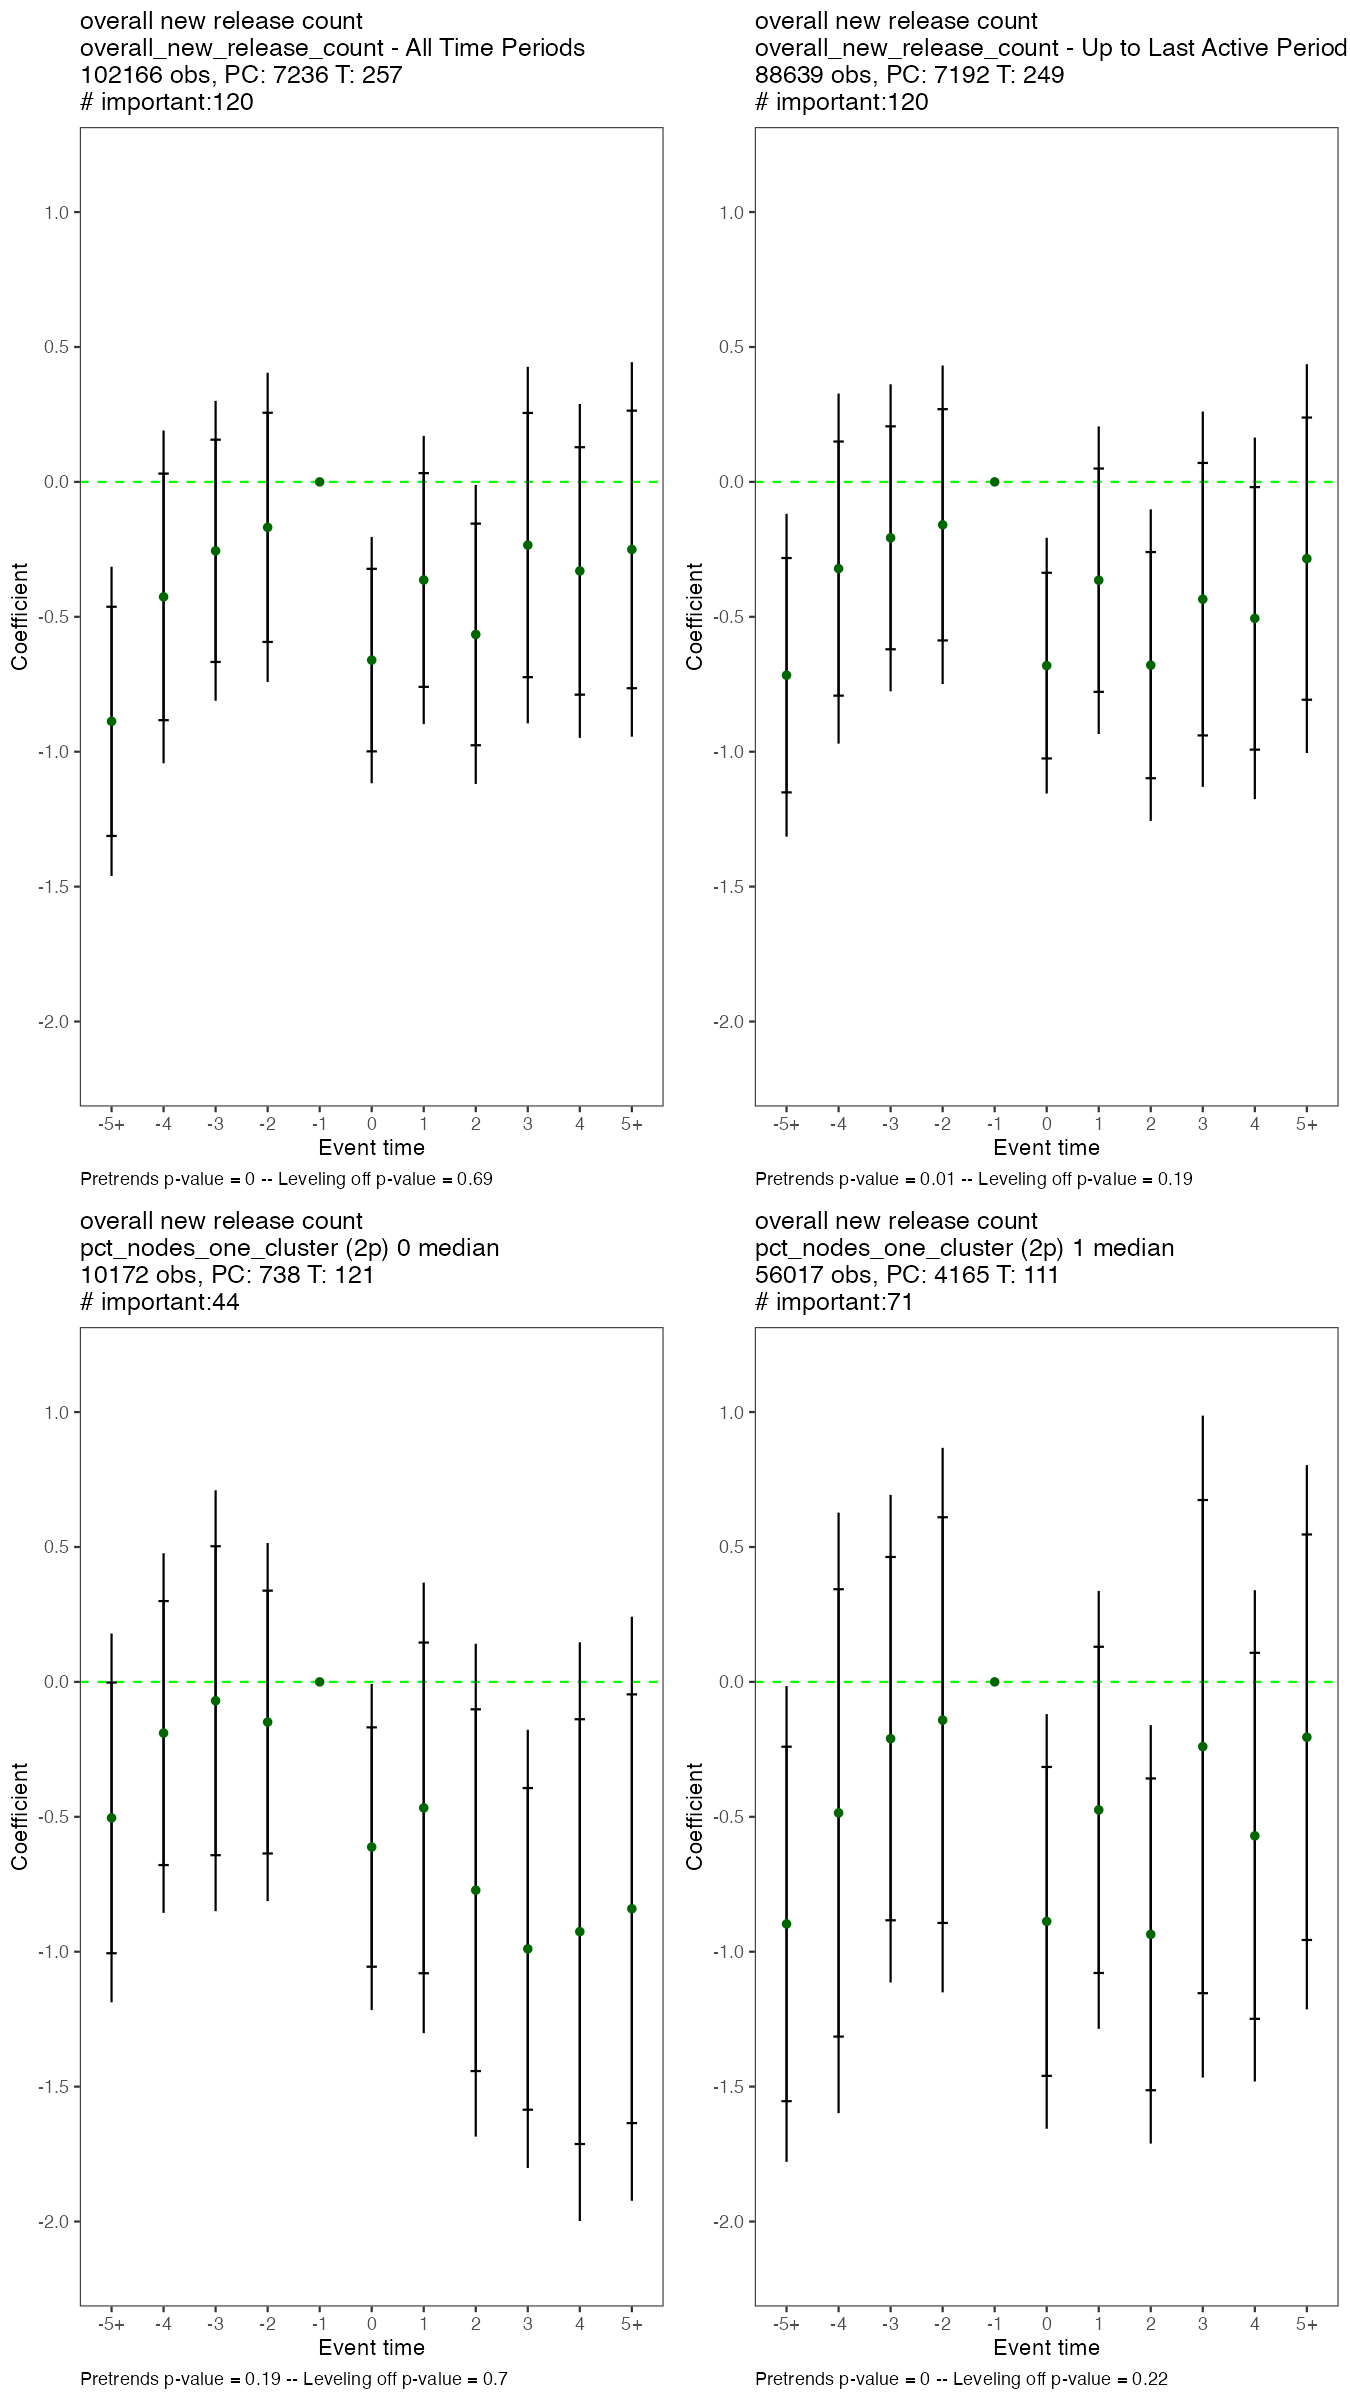 overall new release count
overall_new_release_count - All Time Periods
102166 obs, PC: 7236 T: 257
# important:120
1.0
0.5
0.0
-0.5
-1.0
-1.5
-2.0
Coefficient
-5+ -4 -3 -2 -1 0 1 2 3 4 5+
Event time
Pretrends p-value = 0 -- Leveling off p-value = 0.69
overall new release count
overall_new_release_count - Up to Last Active Period
88639 obs, PC: 7192 T: 249
# important:120
1.0
0.5
0.0
-0.5
-1.0
-1.5
-2.0
Coefficient
-5+ -4 -3 -2 -1 0 1 2 3 4 5+
Event time
Pretrends p-value = 0.01 -- Leveling off p-value = 0.19
overall new release count
pct_nodes_one_cluster (2p) 0 median
10172 obs, PC: 738 T: 121
# important:44
1.0
0.5
0.0
-0.5
-1.0
-1.5
-2.0
Coefficient
-5+ -4 -3 -2 -1 0 1 2 3 4 5+
Event time
Pretrends p-value = 0.19 -- Leveling off p-value = 0.7
overall new release count
pct_nodes_one_cluster (2p) 1 median
56017 obs, PC: 4165 T: 111
# important:71
1.0
0.5
0.0
-0.5
-1.0
-1.5
-2.0
Coefficient
-5+ -4 -3 -2 -1 0 1 2 3 4 5+
Event time
Pretrends p-value = 0 -- Leveling off p-value = 0.22